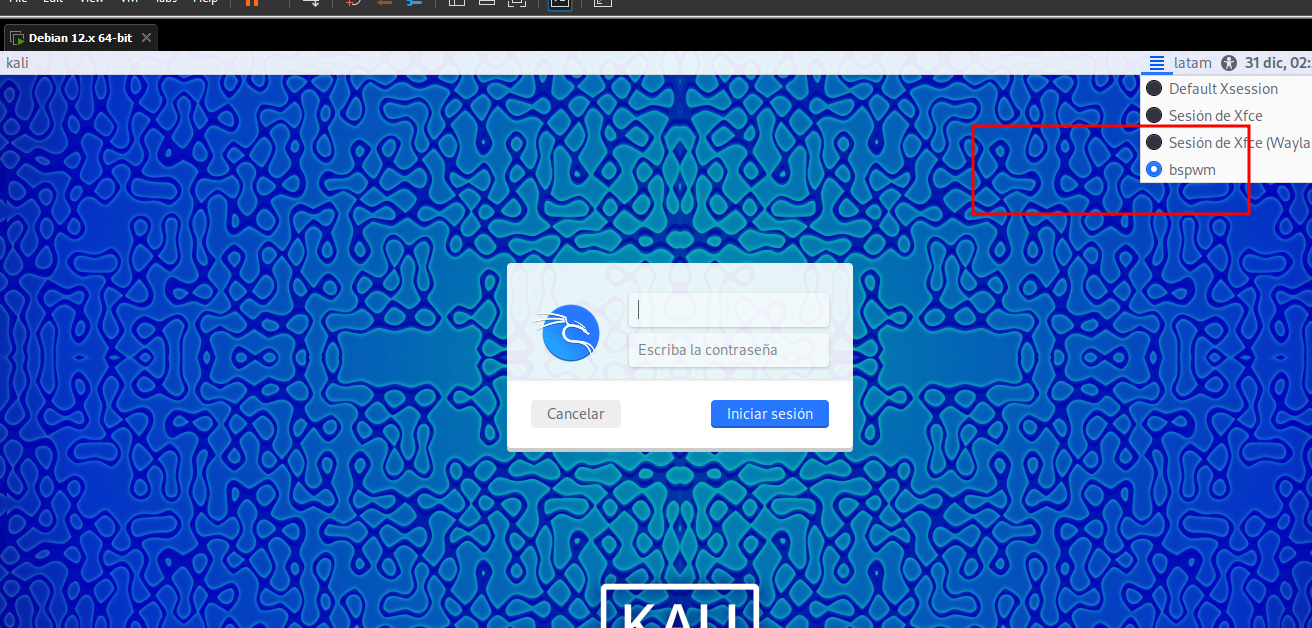 File Edit View VM Tabs Help
Debian 12.x 64-bit
kali
latam 31 dic, 02:
Default Xsession
Sesión de Xfce
Sesión de Xfce (Wayla
bspwm
Escriba la contraseña
Cancelar Iniciar sesión
KALI